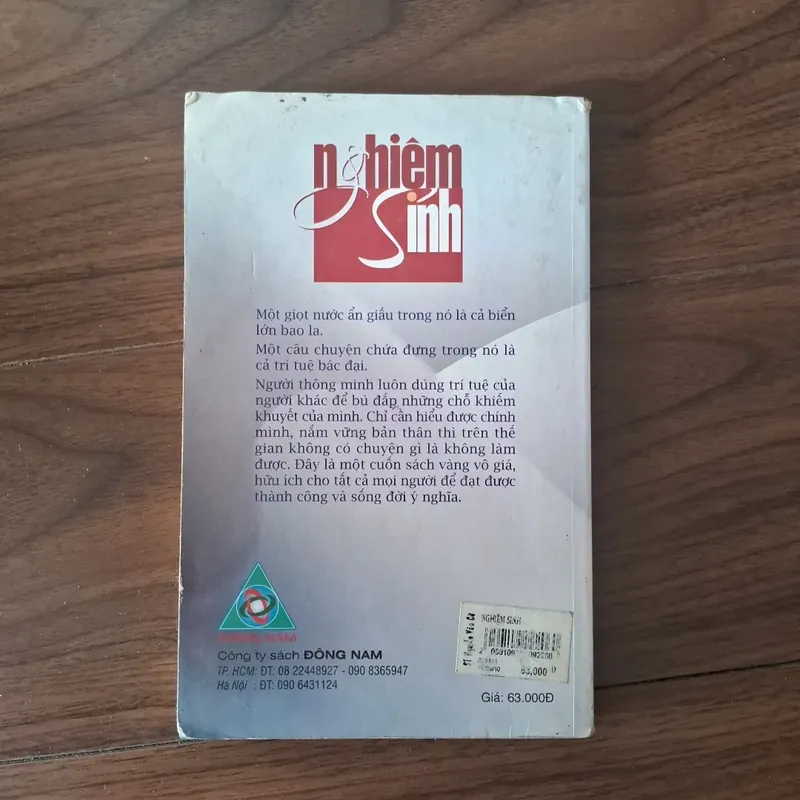 nghiệm
sinh
Một giọt nước ẩn giấu trong nó là cả biển
lớn bao la.
Một câu chuyện chứa đựng trong nó là
cả trí tuệ bác đại.
Người thông minh luôn dùng trí tuệ của
người khác để bù đắp những chỗ khiếm
khuyết của mình. Chỉ cần hiểu được chính
mình, nắm vững bản thân thì trên thế
gian không có chuyện gì là không làm
được. Đây là một cuốn sách vàng vô giá,
hữu ích cho tất cả mọi người để đạt được
thành công và sống đời ý nghĩa.
ĐÔNG NAM
Công ty sách ĐÔNG NAM
TP. HCM: ĐT: 08 22448927 - 090 8365947
Hà Nội : ĐT: 090 6431124
NGHIỆM SINH
63,000 Đ
Giá: 63.000Đ